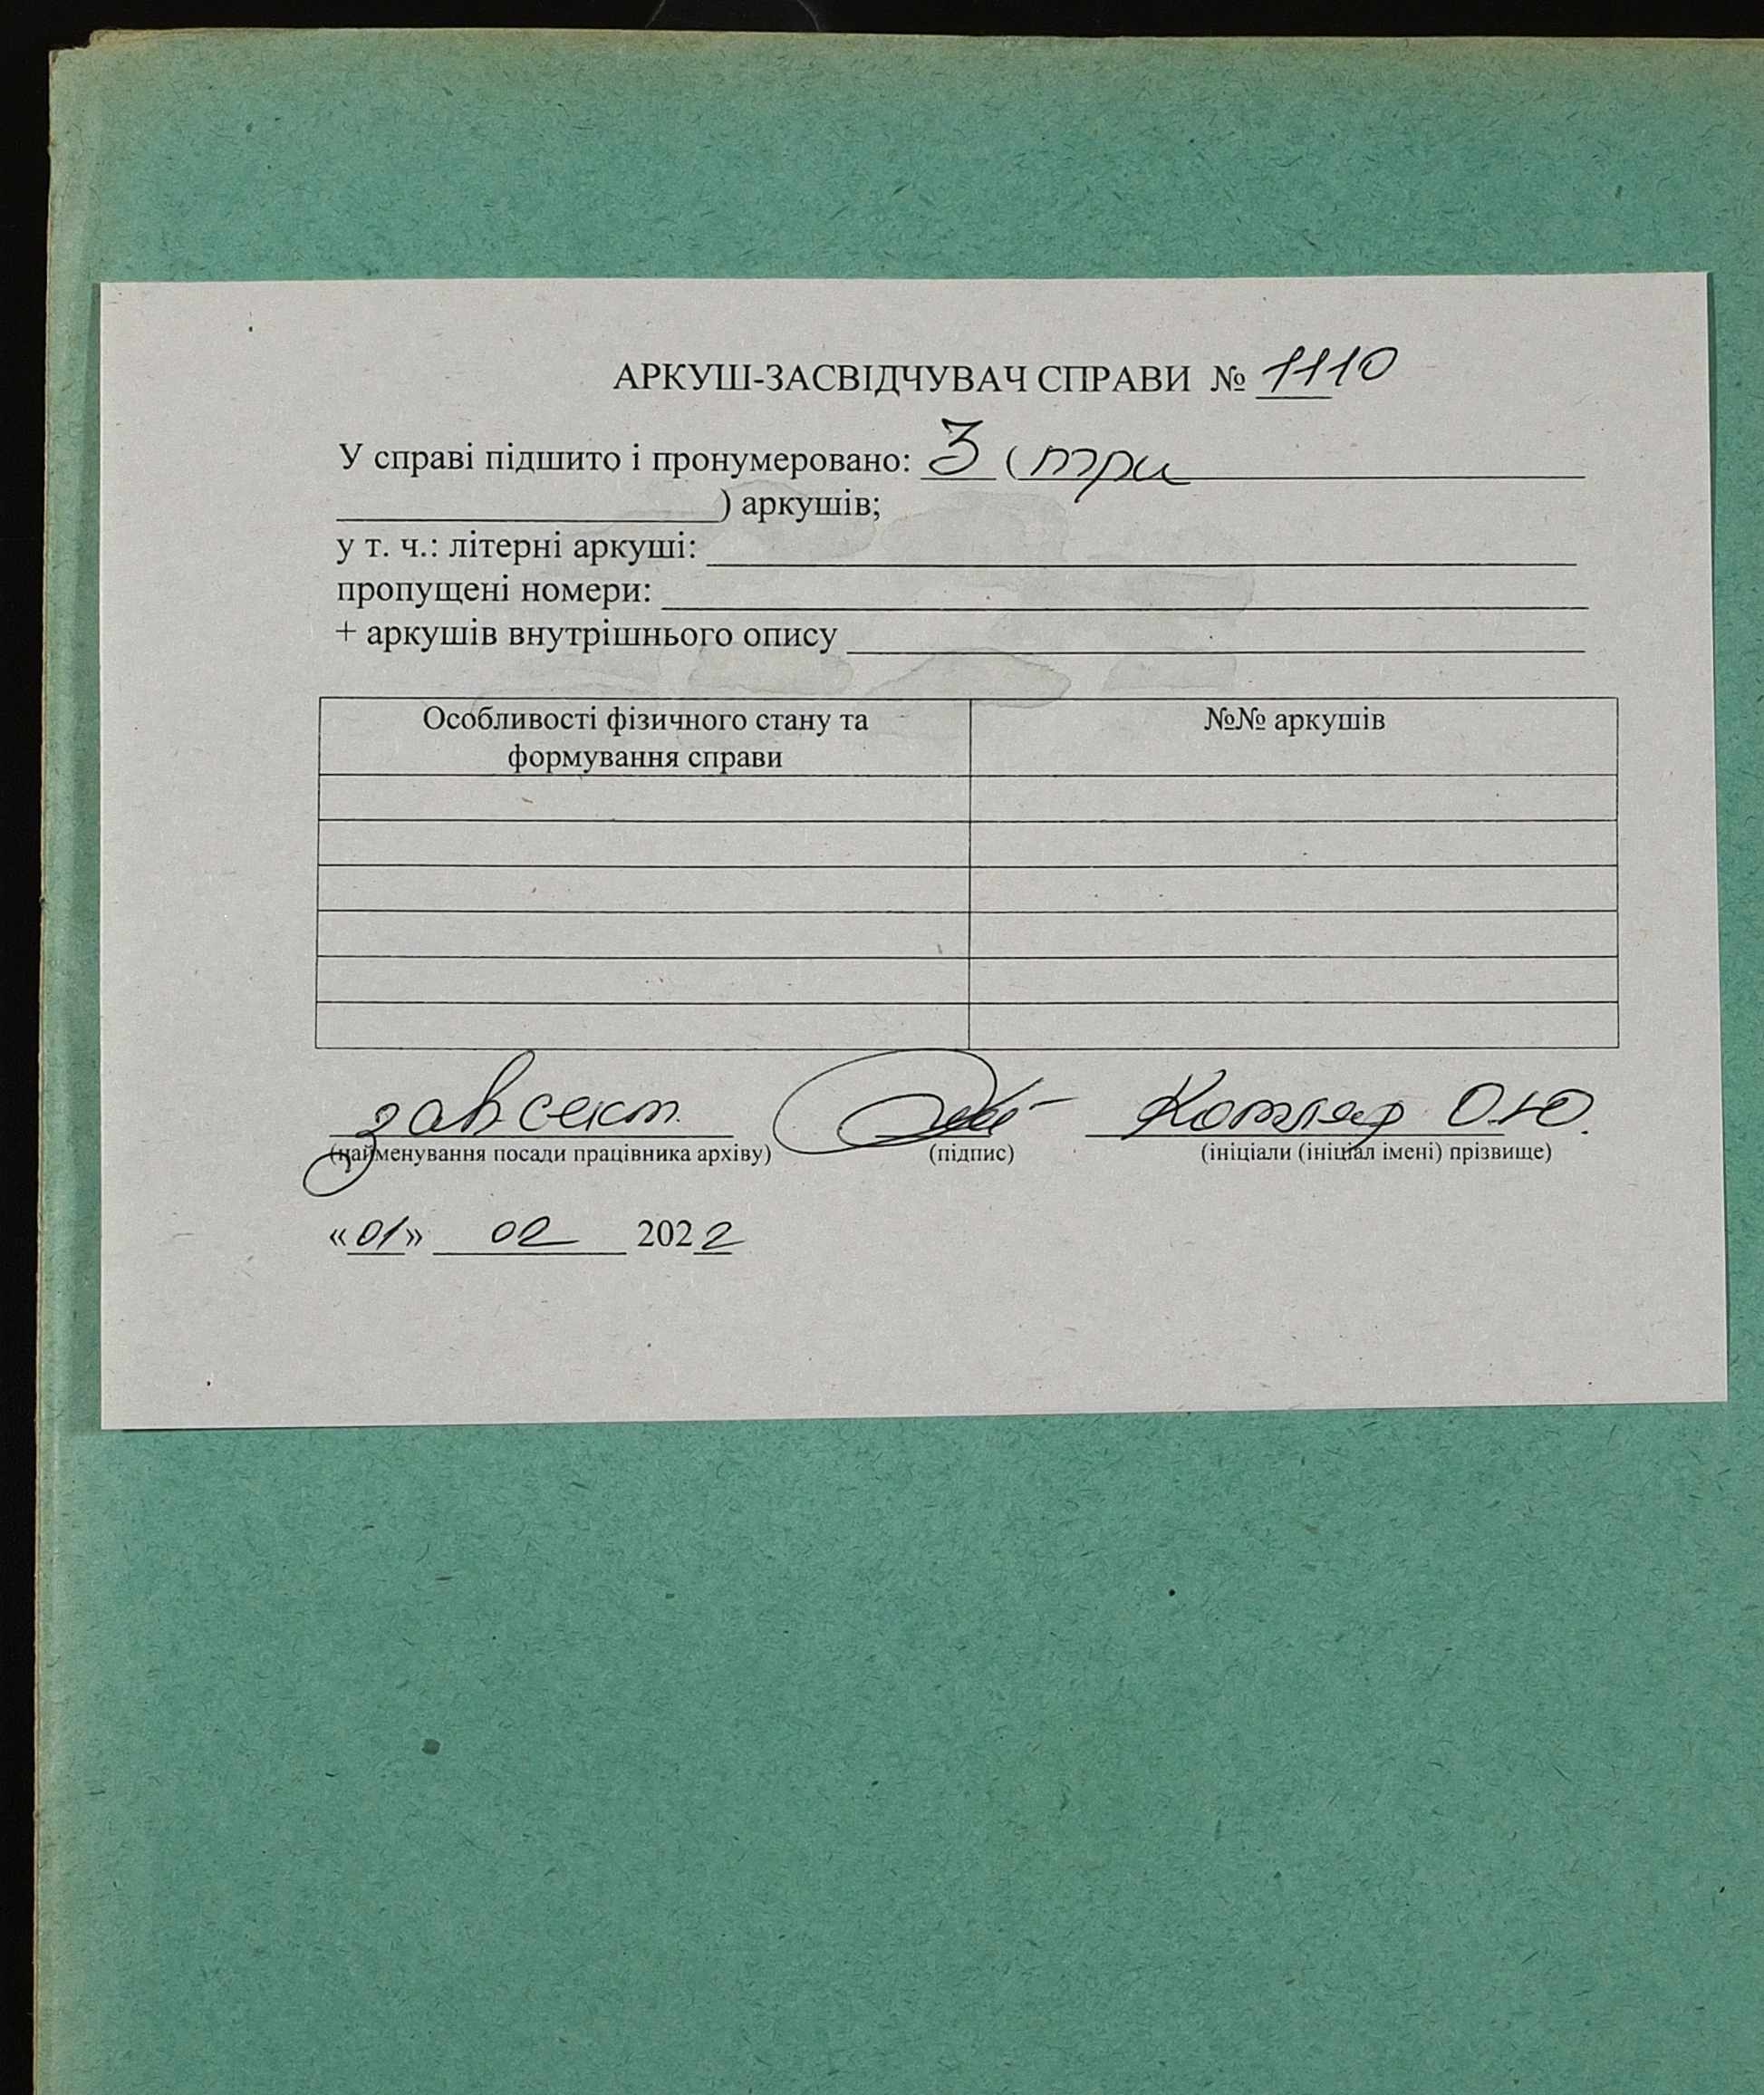 АРКУШ-ЗАСВІДЧУВАЧ СПРАВИ № 1110
У справі підшито і пронумеровано: 3 (три
) аркушів;
у т. ч.: літерні аркуші:
пропущені номери:
+ аркушів внутрішнього опису
Особливості фізичного стану та
формування справи
№№ аркушів
завсект. Котляр О.Ю.
(найменування посади працівника архіву) (підпис) (ініціали (ініціал імені) прізвище)
«01» 02 2022